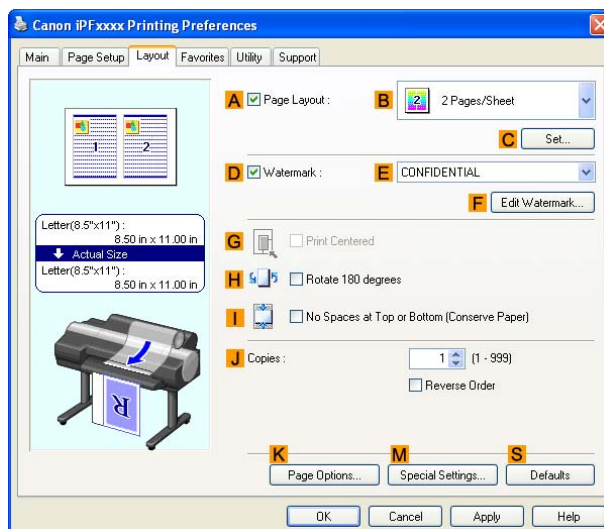 Canon iPFxxxx Printing Preferences
Main Page Setup Layout Favorites Utility Support
A Page Layout : B 2 2 Pages/Sheet
C Set...
D Watermark : E CONFIDENTIAL
F Edit Watermark...
1 2
Letter(8.5"x11") :
8.50 in x 11.00 in
Actual Size
Letter(8.5"x11") :
8.50 in x 11.00 in
G Print Centered
H Rotate 180 degrees
I No Spaces at Top or Bottom (Conserve Paper)
J Copies : 1 (1 - 999)
Reverse Order
R
K M S
Page Options... Special Settings... Defaults
OK Cancel Apply Help